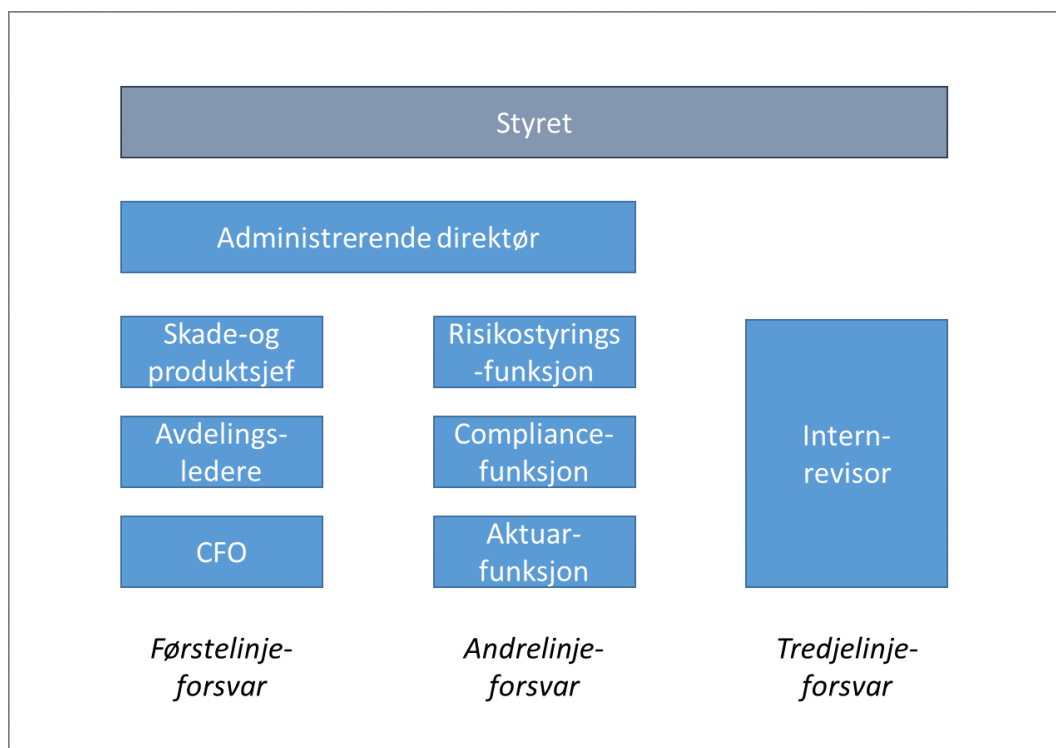 Styret
Administrerende direktør
Skade-og
produktsjef
Risikostyrings
-funksjon
Avdelings-
ledere
Compliance-
funksjon
Intern-
revisor
CFO
Aktuar-
funksjon
Førstelinje-
forsvar
Andrelinje-
forsvar
Tredjelinje-
forsvar